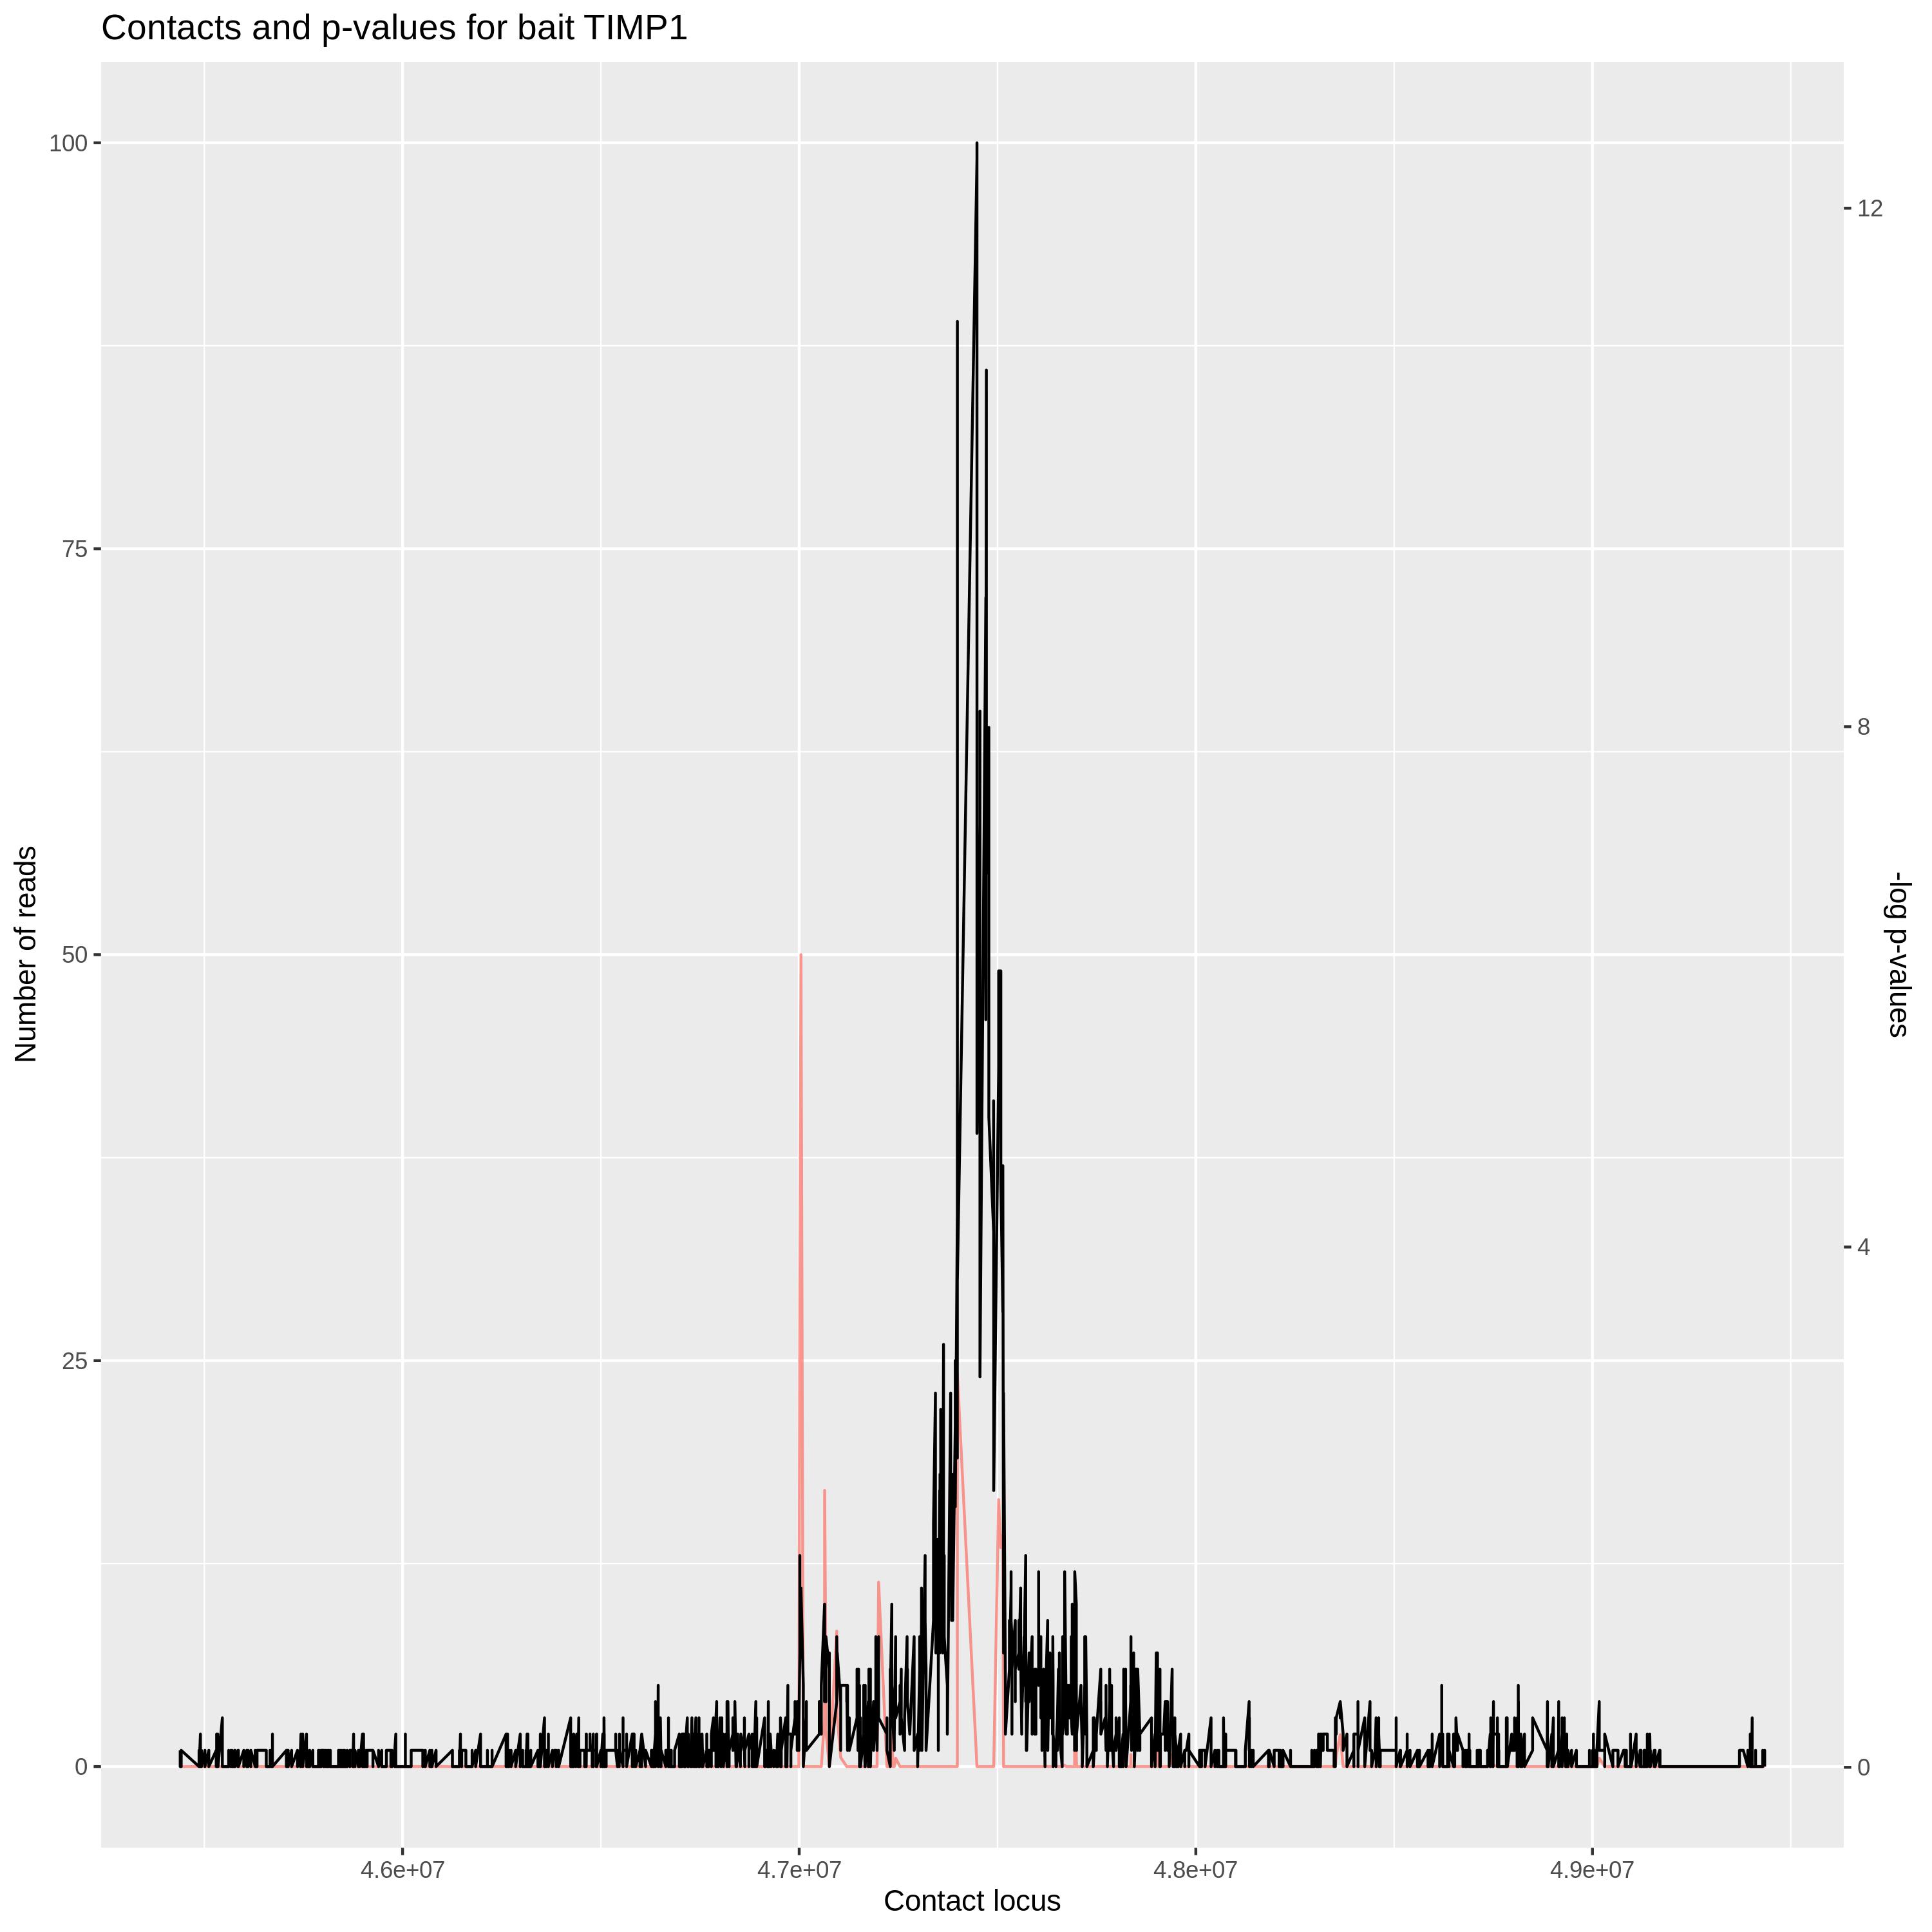 Contacts and p-values for bait TIMP1
100
75
50
25
0
12
8
4
0
Number of reads
-log p-values
4.6e+07
4.7e+07
4.8e+07
4.9e+07
Contact locus